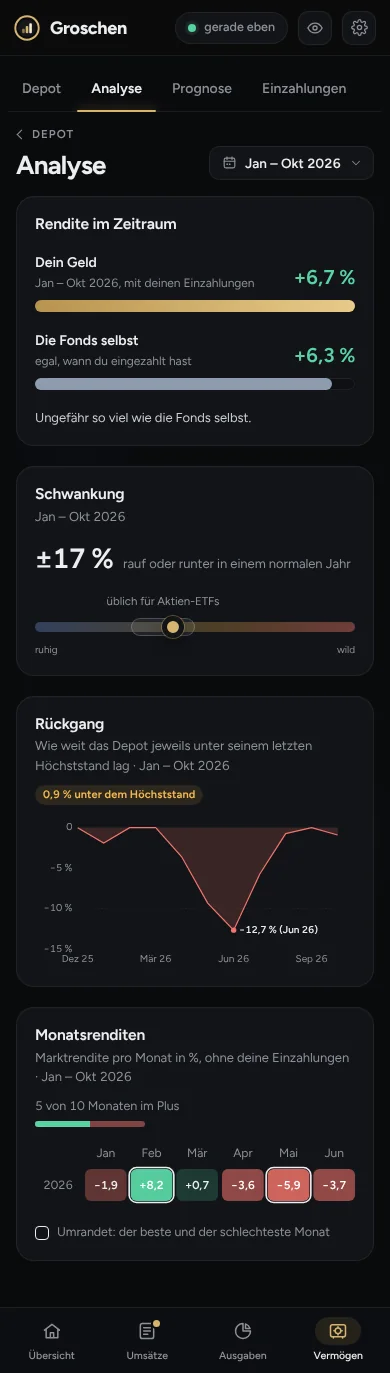 Groschen
gerade eben
Depot Analyse Prognose Einzahlungen
DEPOT
Analyse
Jan – Okt 2026
Rendite im Zeitraum
Dein Geld
Jan – Okt 2026, mit deinen Einzahlungen
+6,7 %
Die Fonds selbst
egal, wann du eingezahlt hast
+6,3 %
Ungefähr so viel wie die Fonds selbst.
Schwankung
Jan – Okt 2026
±17 % rauf oder runter in einem normalen Jahr
üblich für Aktien-ETFs
ruhig wild
Rückgang
Wie weit das Depot jeweils unter seinem letzten
Höchststand lag · Jan – Okt 2026
0,9 % unter dem Höchststand
0
−5 %
−10 %
−12,7 % (Jun 26)
−15 %
Dez 25 Mär 26 Jun 26 Sep 26
Monatsrenditen
Marktrendite pro Monat in %, ohne deine Einzahlungen
· Jan – Okt 2026
5 von 10 Monaten im Plus
Jan Feb Mär Apr Mai Jun
2026 −1,9 +8,2 +0,7 −3,6 −5,9 −3,7
Umrandet: der beste und der schlechteste Monat
Übersicht Umsätze Ausgaben Vermögen